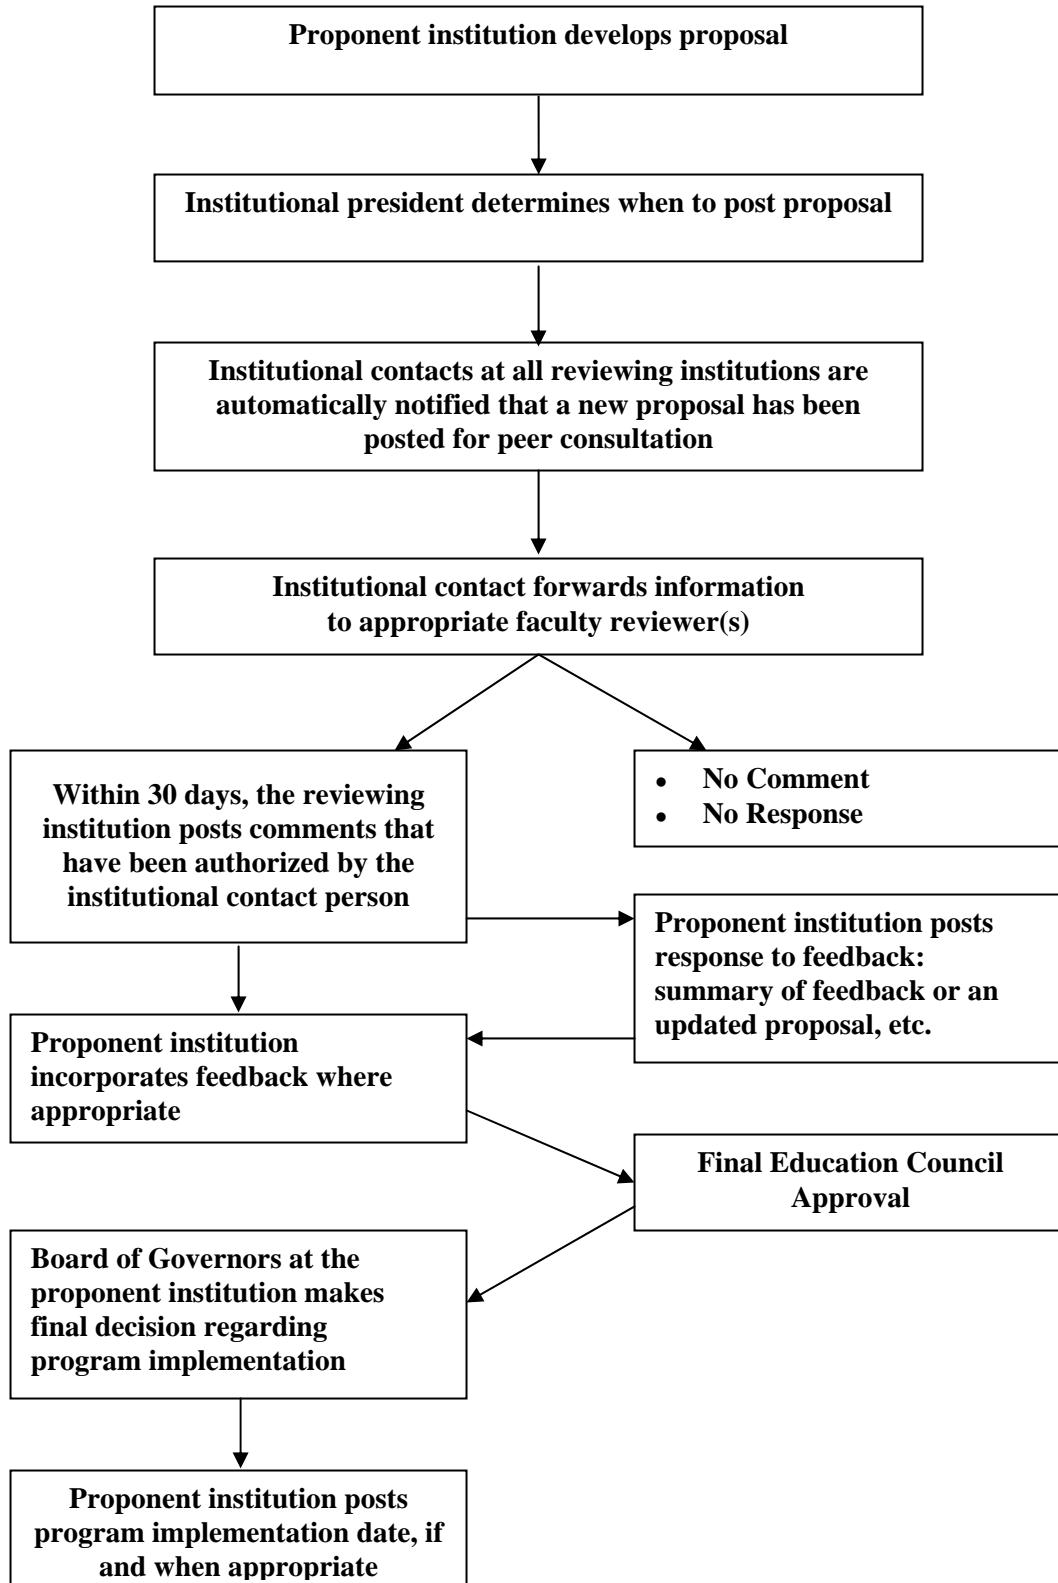 Proponent institution develops proposal
Institutional president determines when to post proposal
Institutional contacts at all reviewing institutions are
automatically notified that a new proposal has been
posted for peer consultation
Institutional contact forwards information
to appropriate faculty reviewer(s)
Within 30 days, the reviewing
institution posts comments that
have been authorized by the
institutional contact person
• No Comment
• No Response
Proponent institution posts
response to feedback:
summary of feedback or an
updated proposal, etc.
Proponent institution
incorporates feedback where
appropriate
Final Education Council
Approval
Board of Governors at the
proponent institution makes
final decision regarding
program implementation
Proponent institution posts
program implementation date, if
and when appropriate